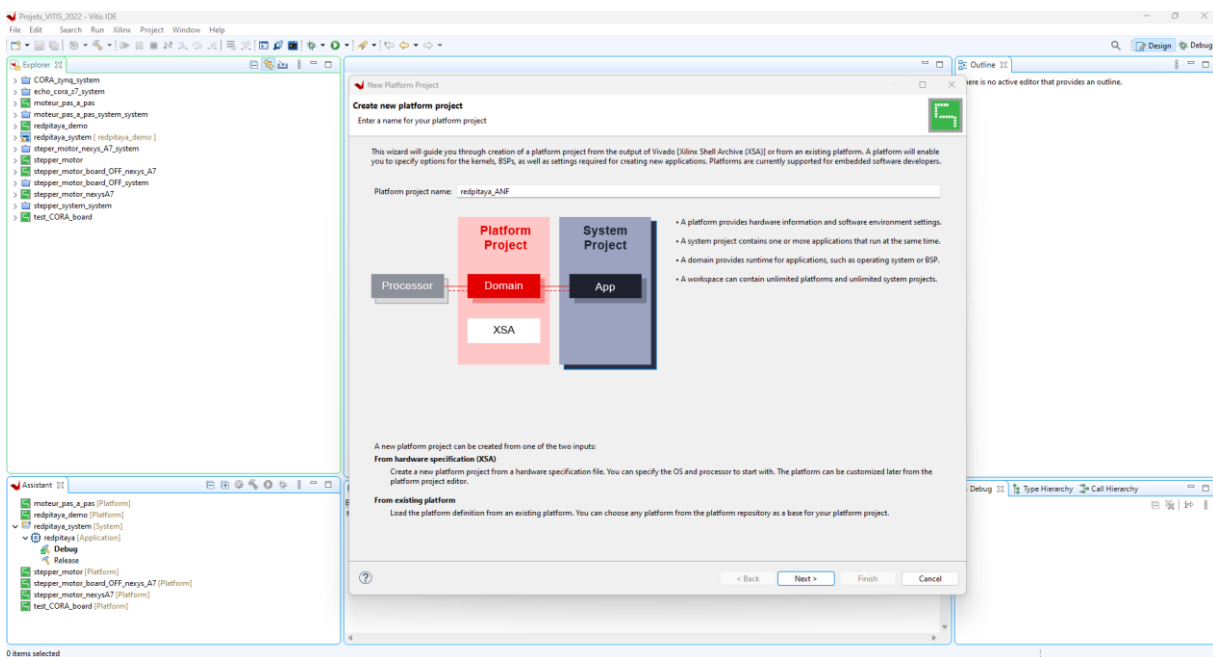 Projets_VITIS_2022 - Vitis IDE
File Edit Search Run Xilinx Project Window Help
Design Debug
Explorer
CORA_zynq_system
echo_cora_z7_system
moteur_pas_a_pas
moteur_pas_a_pas_system_system
redpitaya_demo
redpitaya_system [ redpitaya_demo ]
steper_motor_nexys_A7_system
stepper_motor
stepper_motor_board_OFF_nexys_A7
stepper_motor_board_OFF_system
stepper_motor_nexysA7
stepper_system_system
test_CORA_board
Outline
here is no active editor that provides an outline.
New Platform Project
Create new platform project
Enter a name for your platform project
This wizard will guide you through creation of a platform project from the output of Vivado [Xilinx Shell Archive (XSA)] or from an existing platform. A platform will enable
you to specify options for the kernels, BSPs, as well as settings required for creating new applications. Platforms are currently supported for embedded software developers.
Platform project name: redpitaya_ANF
Platform
Project
System
Project
Processor
Domain
App
XSA
• A platform provides hardware information and software environment settings.
• A system project contains one or more applications that run at the same time.
• A domain provides runtime for applications, such as operating system or BSP.
• A workspace can contain unlimited platforms and unlimited system projects.
A new platform project can be created from one of the two inputs:
From hardware specification (XSA)
Create a new platform project from a hardware specification file. You can specify the OS and processor to start with. The platform can be customized later from the
platform project editor.
From existing platform
Load the platform definition from an existing platform. You can choose any platform from the platform repository as a base for your platform project.
< Back Next > Finish Cancel
Assistant
moteur_pas_a_pas [Platform]
redpitaya_demo [Platform]
redpitaya_system [System]
redpitaya [Application]
Debug
Release
stepper_motor [Platform]
stepper_motor_board_OFF_nexys_A7 [Platform]
stepper_motor_nexysA7 [Platform]
test_CORA_board [Platform]
Debug Type Hierarchy Call Hierarchy
0 items selected